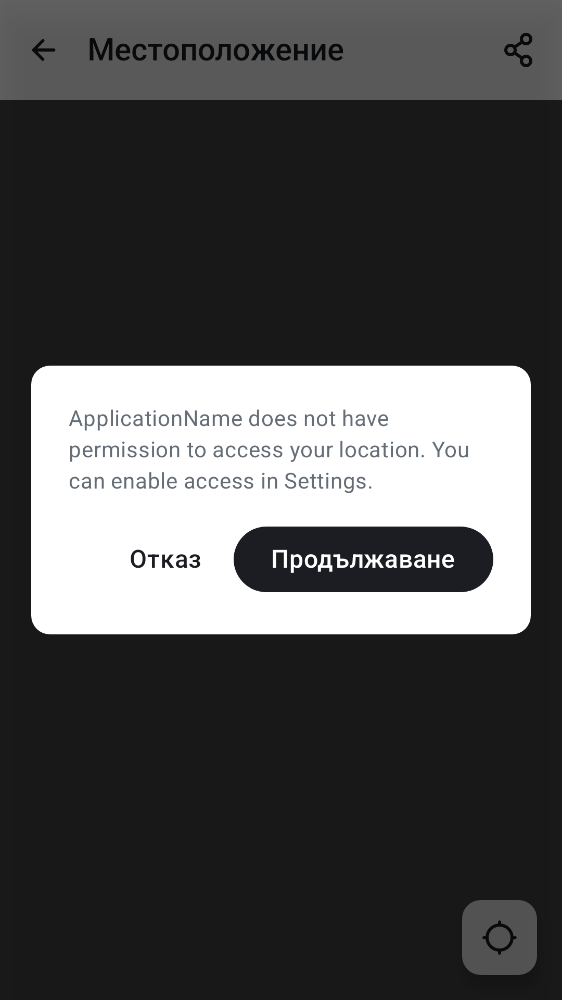 Местоположение
ApplicationName does not have
permission to access your location. You
can enable access in Settings.
Отказ
Продължаване